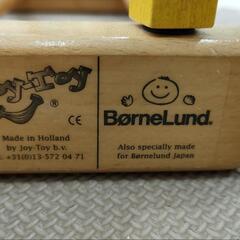 Joy-Toy
®
CE
Made in Holland
by Joy-Toy b.v.
+31(0)13-572 04 71
BørneLund.
Also specially made
for Børnelund Japan